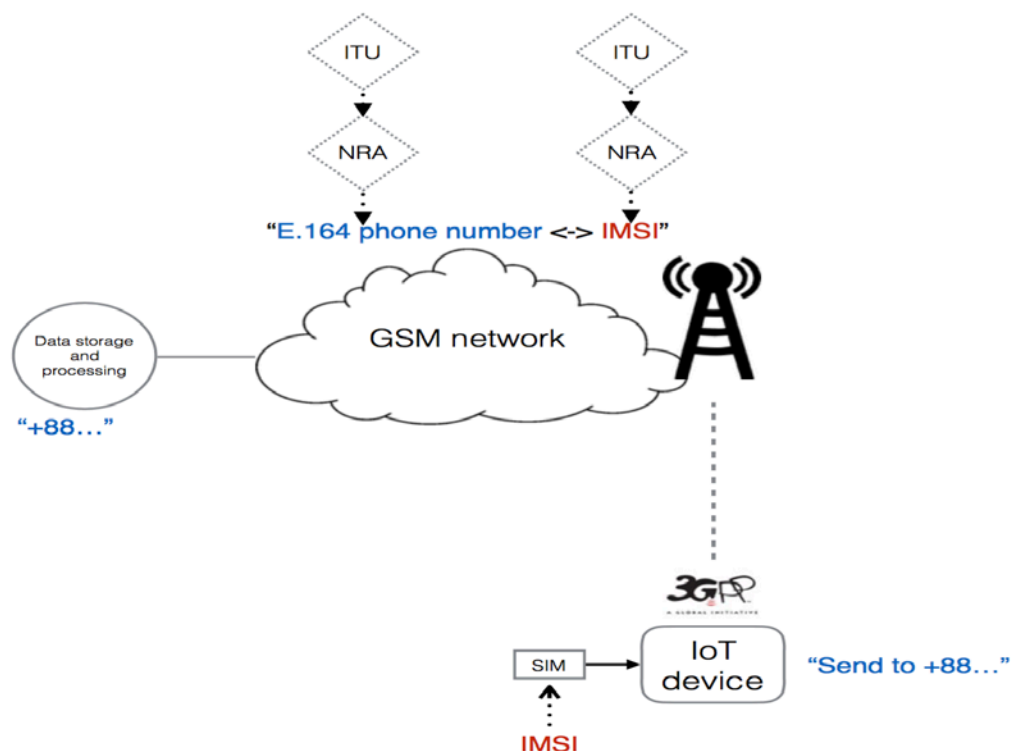 ITU
ITU
NRA
NRA
“E.164 phone number <-> IMSI”
GSM network
Data storage
and
processing
“+88...”
3GPP
A GLOBAL INITIATIVE
IoT
device
SIM
“Send to +88...”
IMSI